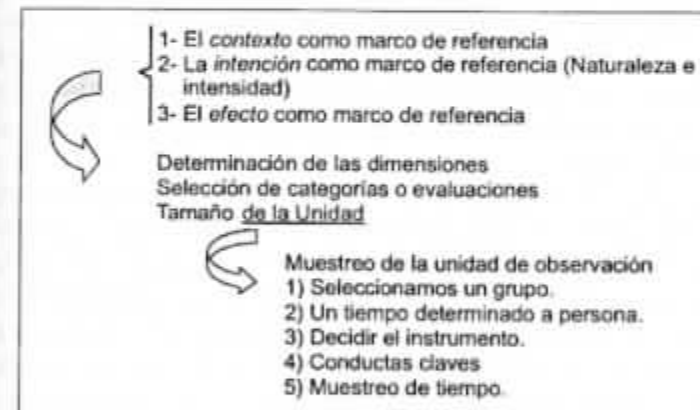 1- El contexto como marco de referencia
2- La intención como marco de referencia (Naturaleza e
intensidad)
3- El efecto como marco de referencia
Determinación de las dimensiones
Selección de categorías o evaluaciones
Tamaño de la Unidad
Muestreo de la unidad de observación
1) Seleccionamos un grupo.
2) Un tiempo determinado a persona.
3) Decidir el instrumento.
4) Conductas claves
5) Muestreo de tiempo.